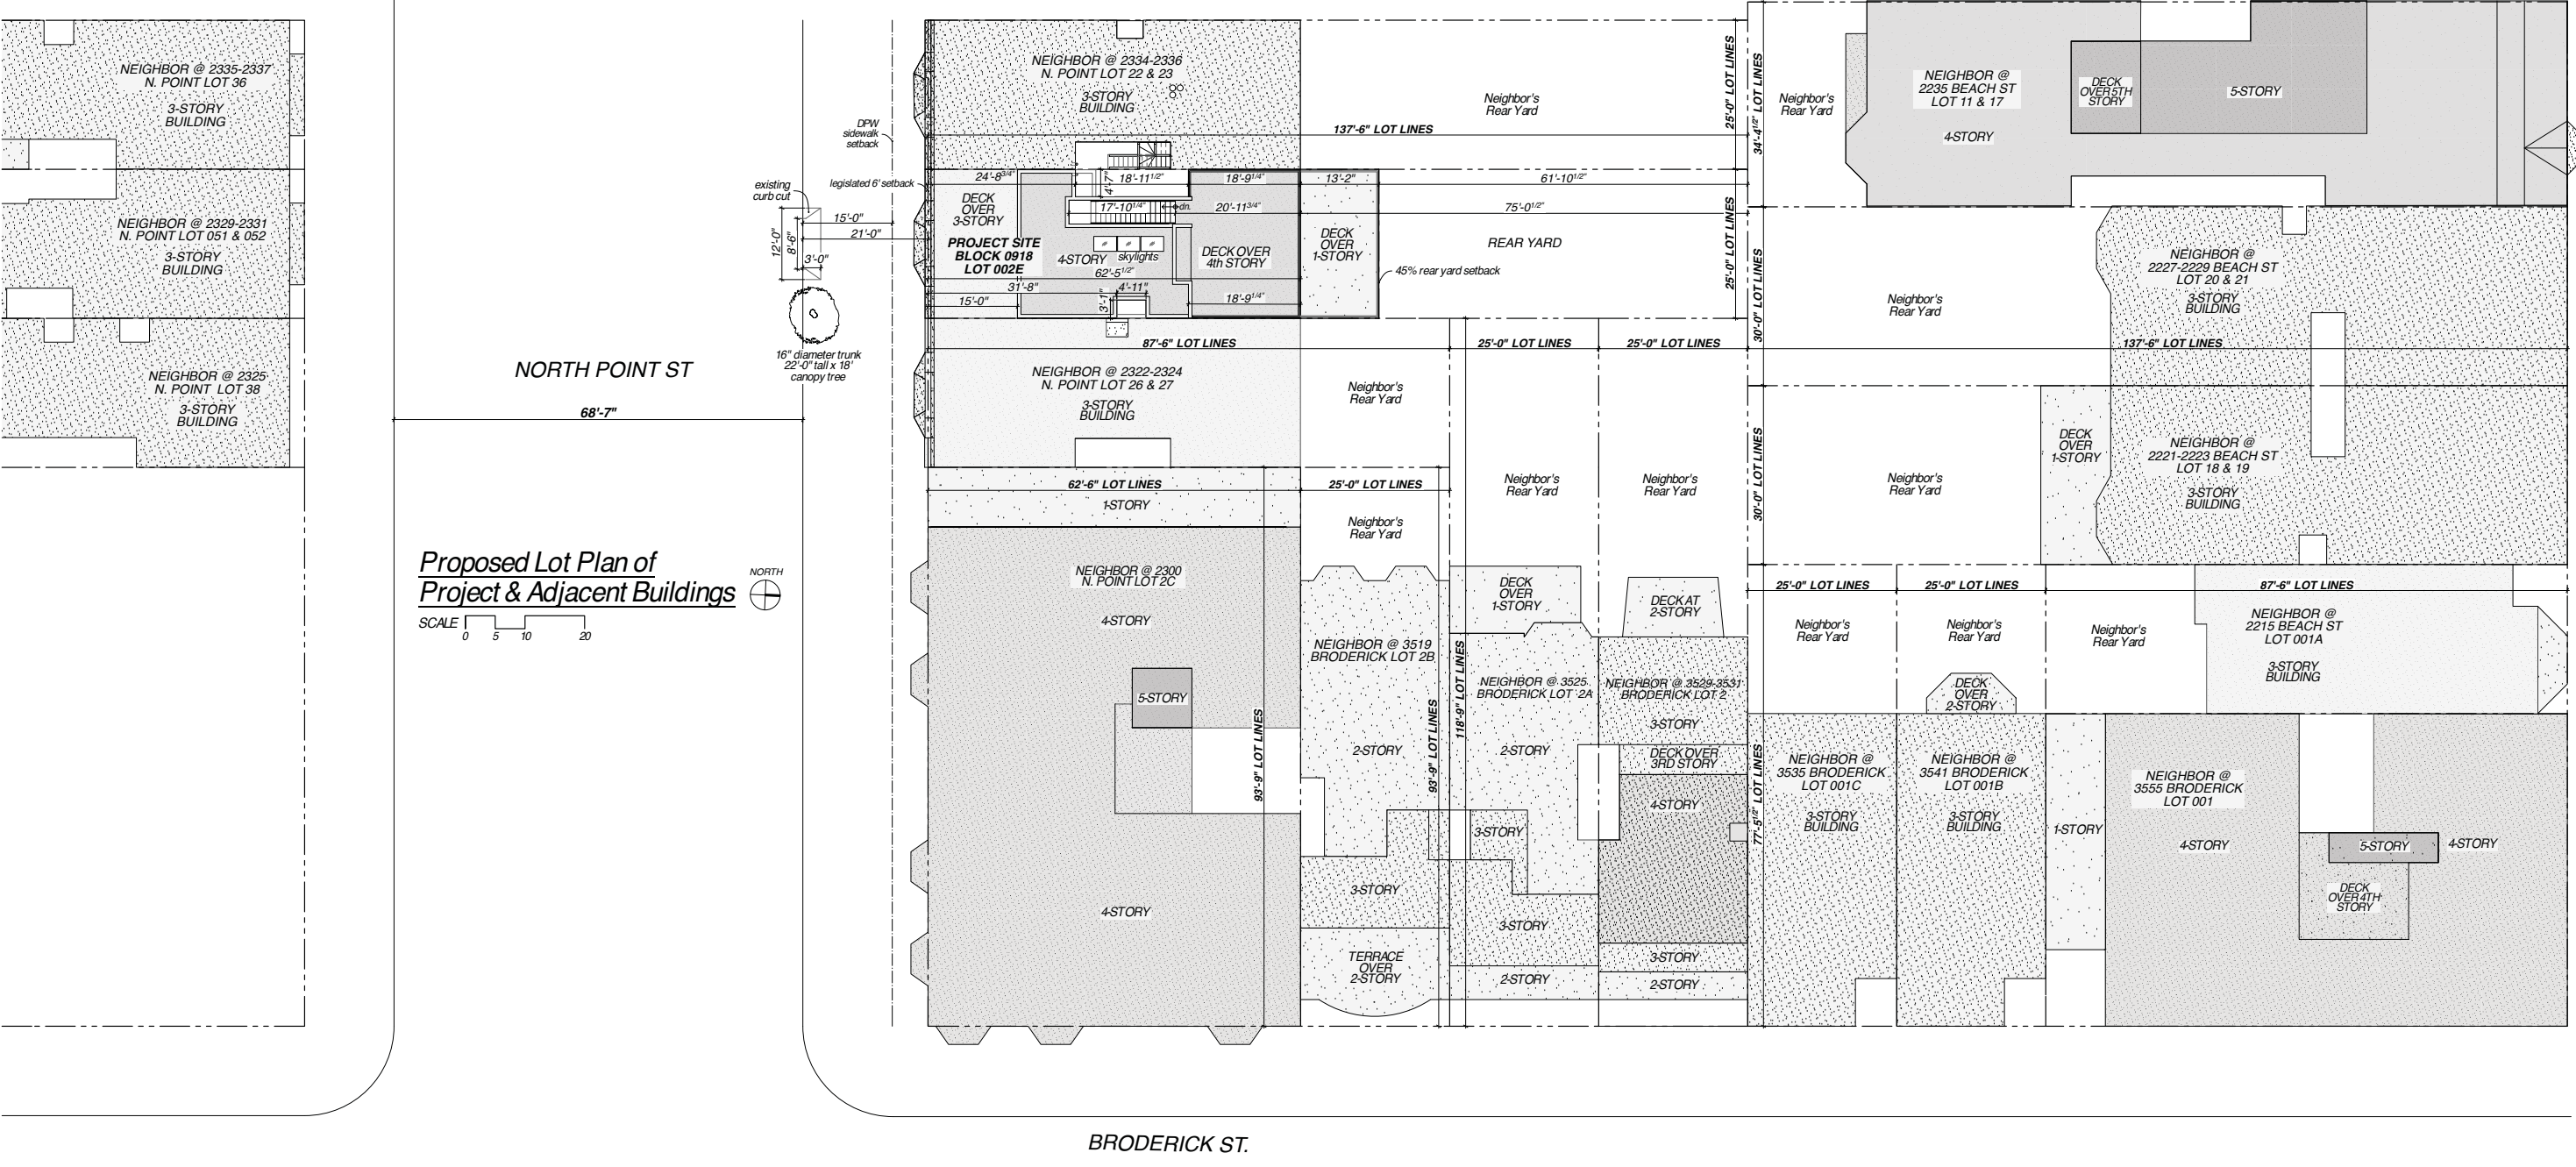 NEIGHBOR @ 2335-2337
N. POINT LOT 36
3-STORY
BUILDING
NEIGHBOR @ 2329-2331
N. POINT LOT 051 & 052
3-STORY
BUILDING
NEIGHBOR @ 2325
N. POINT LOT 38
3-STORY
BUILDING
NORTH POINT ST
68'-7"
Proposed Lot Plan of
Project & Adjacent Buildings
NORTH
SCALE
0 5 10 20
DPW
sidewalk
setback
legislated 6' setback
existing
curb cut
15'-0"
21'-0"
12'-0"
8'-6"
3'-0"
16" diameter trunk
22'-0" tall x 18'
canopy tree
NEIGHBOR @ 2334-2336
N. POINT LOT 22 & 23
3-STORY
BUILDING
137'-6" LOT LINES
Neighbor's
Rear Yard
25'-0" LOT LINES
34'-4 1/2" LOT LINES
24'-8 3/4"
4'-7"
18'-11 1/2"
18'-9 1/4"
13'-2"
61'-10 1/2"
DECK
OVER
3-STORY
17'-10 1/4"
dn.
20'-11 3/4"
75'-0 1/2"
PROJECT SITE
BLOCK 0918
LOT 002E
4-STORY
skylights
DECK OVER
4th STORY
DECK
OVER
1-STORY
REAR YARD
45% rear yard setback
62'-5 1/2"
31'-8"
4'-11"
15'-0"
3'-1"
18'-9 1/4"
25'-0" LOT LINES
30'-0" LOT LINES
87'-6" LOT LINES
25'-0" LOT LINES
25'-0" LOT LINES
NEIGHBOR @ 2322-2324
N. POINT LOT 26 & 27
3-STORY
BUILDING
Neighbor's
Rear Yard
62'-6" LOT LINES
25'-0" LOT LINES
1-STORY
Neighbor's
Rear Yard
Neighbor's
Rear Yard
Neighbor's
Rear Yard
30'-0" LOT LINES
NEIGHBOR @ 2300
N. POINT LOT 2C
4-STORY
5-STORY
4-STORY
93'-9" LOT LINES
NEIGHBOR @ 3519
BRODERICK LOT 2B
2-STORY
3-STORY
TERRACE
OVER
2-STORY
93'-9" LOT LINES
118'-9" LOT LINES
DECK
OVER
1-STORY
NEIGHBOR @ 3525
BRODERICK LOT 2A
2-STORY
3-STORY
3-STORY
2-STORY
DECK AT
2-STORY
NEIGHBOR @ 3529-3531
BRODERICK LOT 2
3-STORY
DECK OVER
3RD STORY
4-STORY
3-STORY
2-STORY
77'-5 1/2" LOT LINES
Neighbor's
Rear Yard
NEIGHBOR @
2235 BEACH ST
LOT 11 & 17
4-STORY
DECK
OVER 5TH
STORY
5-STORY
Neighbor's
Rear Yard
NEIGHBOR @
2227-2229 BEACH ST
LOT 20 & 21
3-STORY
BUILDING
137'-6" LOT LINES
Neighbor's
Rear Yard
DECK
OVER
1-STORY
NEIGHBOR @
2221-2223 BEACH ST
LOT 18 & 19
3-STORY
BUILDING
25'-0" LOT LINES
25'-0" LOT LINES
87'-6" LOT LINES
Neighbor's
Rear Yard
Neighbor's
Rear Yard
Neighbor's
Rear Yard
NEIGHBOR @
2215 BEACH ST
LOT 001A
3-STORY
BUILDING
DECK
OVER
2-STORY
NEIGHBOR @
3535 BRODERICK
LOT 001C
3-STORY
BUILDING
NEIGHBOR @
3541 BRODERICK
LOT 001B
3-STORY
BUILDING
1-STORY
NEIGHBOR @
3555 BRODERICK
LOT 001
4-STORY
5-STORY
4-STORY
DECK
OVER 4TH
STORY
BRODERICK ST.